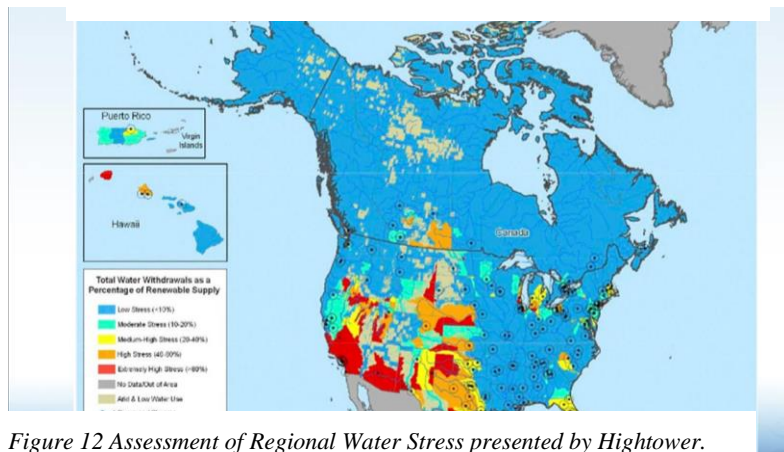 Puerto Rico
Virgin
Islands
Hawaii
Canada
Total Water Withdrawals as a
Percentage of Renewable Supply
Low Stress (<10%)
Moderate Stress (10-20%)
Medium-High Stress (20-40%)
High Stress (40-80%)
Extremely High Stress (>80%)
No Data/Out of Area
Arid & Low Water Use
Figure 12 Assessment of Regional Water Stress presented by Hightower.